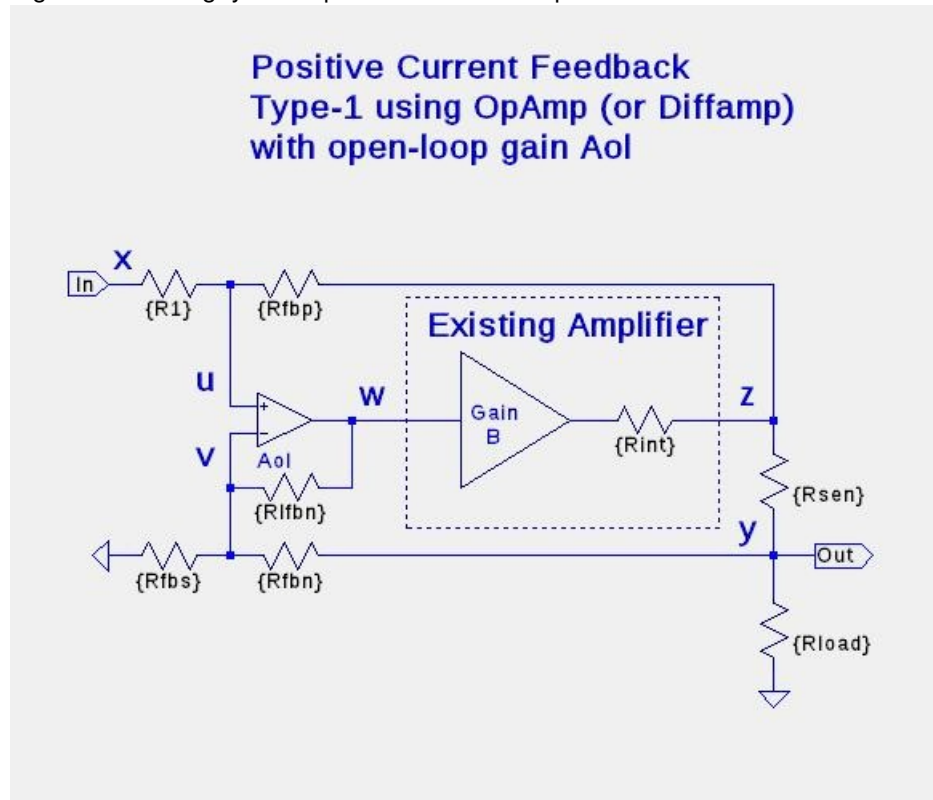 Positive Current Feedback
Type-1 using OpAmp (or Diffamp)
with open-loop gain Aol
x
In
{R1}
{Rfbp}
Existing Amplifier
u
w
z
+
Gain
B
−
{Rint}
v
Aol
{Rlfbn}
{Rsen}
y
Out
{Rfbs}
{Rfbn}
{Rload}